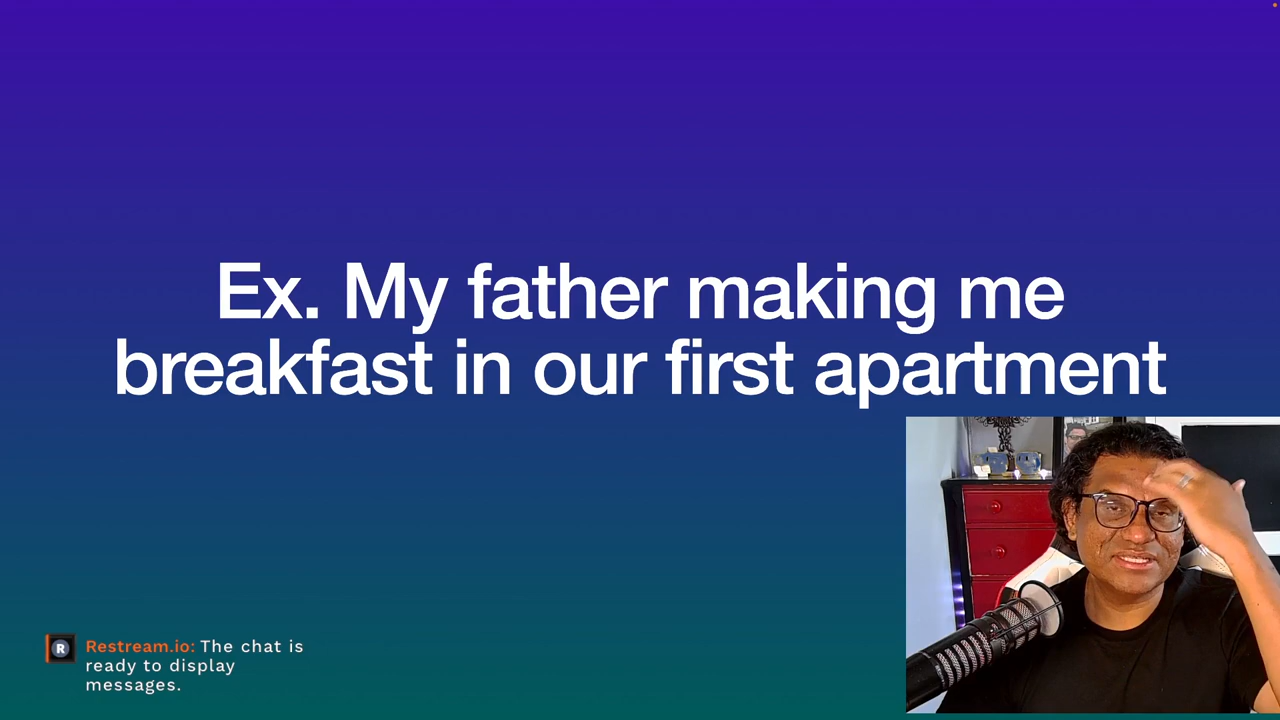 Ex. My father making me
breakfast in our first apartment
R
Restream.io: The chat is
ready to display
messages.